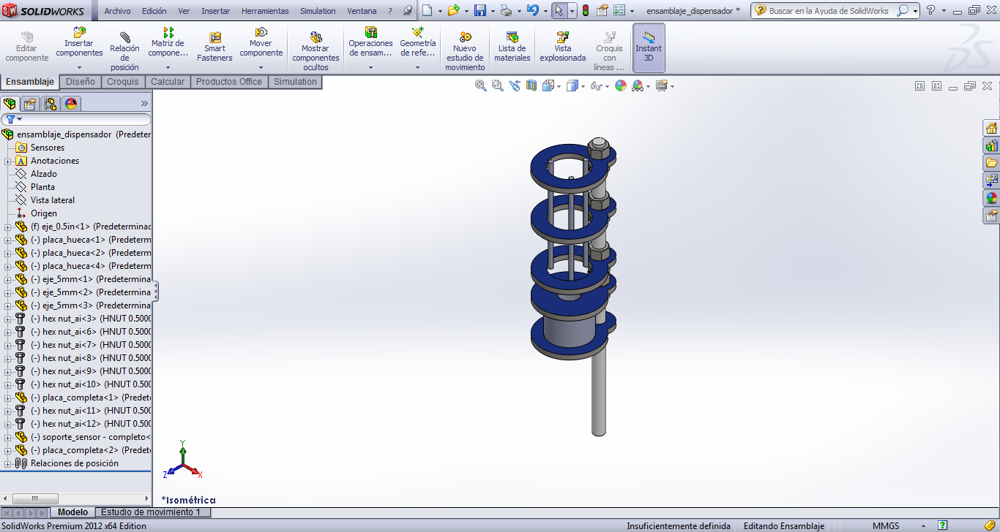 SOLIDWORKS Archivo Edición Ver Insertar Herramientas Simulation Ventana ? ensamblaje_dispensador * Buscar en la Ayuda de SolidWorks ?
Editar componente
Insertar componentes
Relación de posición
Matriz de compone...
Smart Fasteners
Mover componente
Mostrar componentes ocultos
Operaciones de ensam...
Geometría de refe...
Nuevo estudio de movimiento
Lista de materiales
Vista explosionada
Croquis con líneas ...
Instant 3D
Ensamblaje Diseño Croquis Calcular Products Office Simulation
ensamblaje_dispensador (Predeter
Sensores
Anotaciones
Alzado
Planta
Vista lateral
Origen
(f) eje_0.5in<1> (Predeterminad
(-) placa_hueca<1> (Predeterm
(-) placa_hueca<2> (Predeterm
(-) placa_hueca<4> (Predeterm
(-) eje_5mm<1> (Predetermina
(-) eje_5mm<2> (Predetermina
(-) eje_5mm<3> (Predetermina
(-) hex nut_ai<3> (HNUT 0.5000
(-) hex nut_ai<6> (HNUT 0.500
(-) hex nut_ai<7> (HNUT 0.500
(-) hex nut_ai<8> (HNUT 0.500
(-) hex nut_ai<9> (HNUT 0.500
(-) hex nut_ai<10> (HNUT 0.500
(-) placa_completa<1> (Predet
(-) hex nut_ai<11> (HNUT 0.500
(-) hex nut_ai<12> (HNUT 0.500
(-) soporte_sensor - completo<
(-) placa_completa<2> (Predet
Relaciones de posición
Y
Z X
*Isométrica
Modelo Estudio de movimiento 1
SolidWorks Premium 2012 x64 Edition Insuficientemente definida Editando Ensamblaje MMGS ?